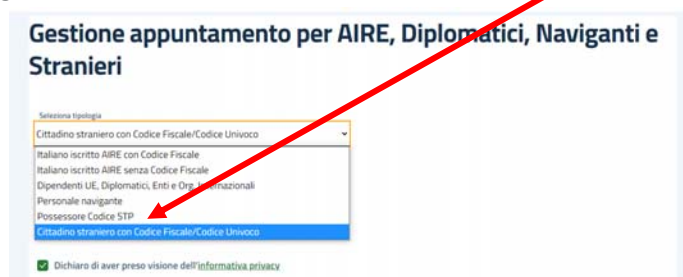 Gestione appuntamento per AIRE, Diplomatici, Naviganti e
Stranieri
Seleziona tipologia
Cittadino straniero con Codice Fiscale/Codice Univoco
Italiano iscritto AIRE con Codice Fiscale
Italiano iscritto AIRE senza Codice Fiscale
Dipendenti UE, Diplomatici, Enti e Org. Internazionali
Personale navigante
Possessore Codice STP
Cittadino straniero con Codice Fiscale/Codice Univoco
Dichiaro di aver preso visione dell'informativa privacy